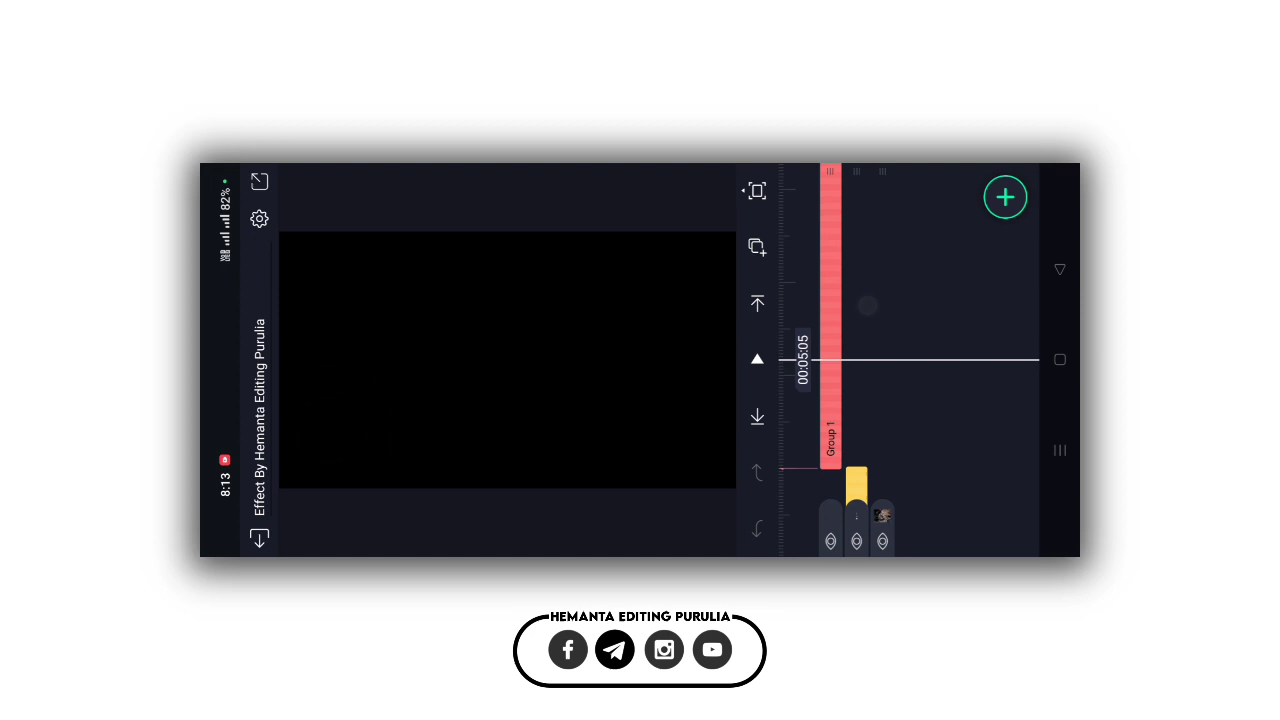 8:13
82%
Effect By Hemanta Editing Purulia
00:05:05
Group 1
HEMANTA EDITING PURULIA